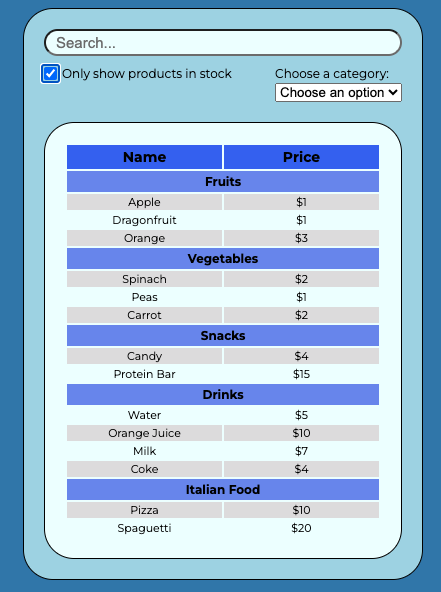 Search...
Only show products in stock
Choose a category:
Choose an option
Name Price
Fruits
Apple $1
Dragonfruit $1
Orange $3
Vegetables
Spinach $2
Peas $1
Carrot $2
Snacks
Candy $4
Protein Bar $15
Drinks
Water $5
Orange Juice $10
Milk $7
Coke $4
Italian Food
Pizza $10
Spaguetti $20